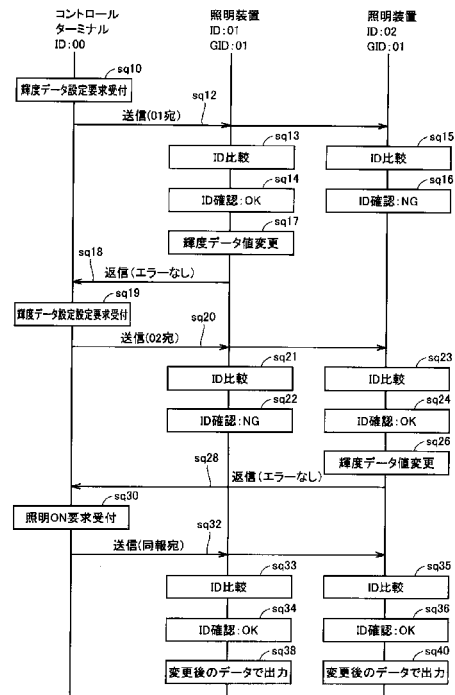 コントロール
ターミナル
ID:00
照明装置
ID:01
GID:01
照明装置
ID:02
GID:01
sq10
輝度データ設定要求受付
sq12
送信(01宛)
sq13
ID比較
sq15
ID比較
sq14
ID確認:OK
sq16
ID確認:NG
sq17
輝度データ値変更
sq18
返信(エラーなし)
sq19
輝度データ設定設定要求受付
sq20
送信(02宛)
sq21
ID比較
sq23
ID比較
sq22
ID確認:NG
sq24
ID確認:OK
sq26
輝度データ値変更
sq28
返信(エラーなし)
sq30
照明ON要求受付
sq32
送信(同報宛)
sq33
ID比較
sq35
ID比較
sq34
ID確認:OK
sq36
ID確認:OK
sq38
変更後のデータで出力
sq40
変更後のデータで出力